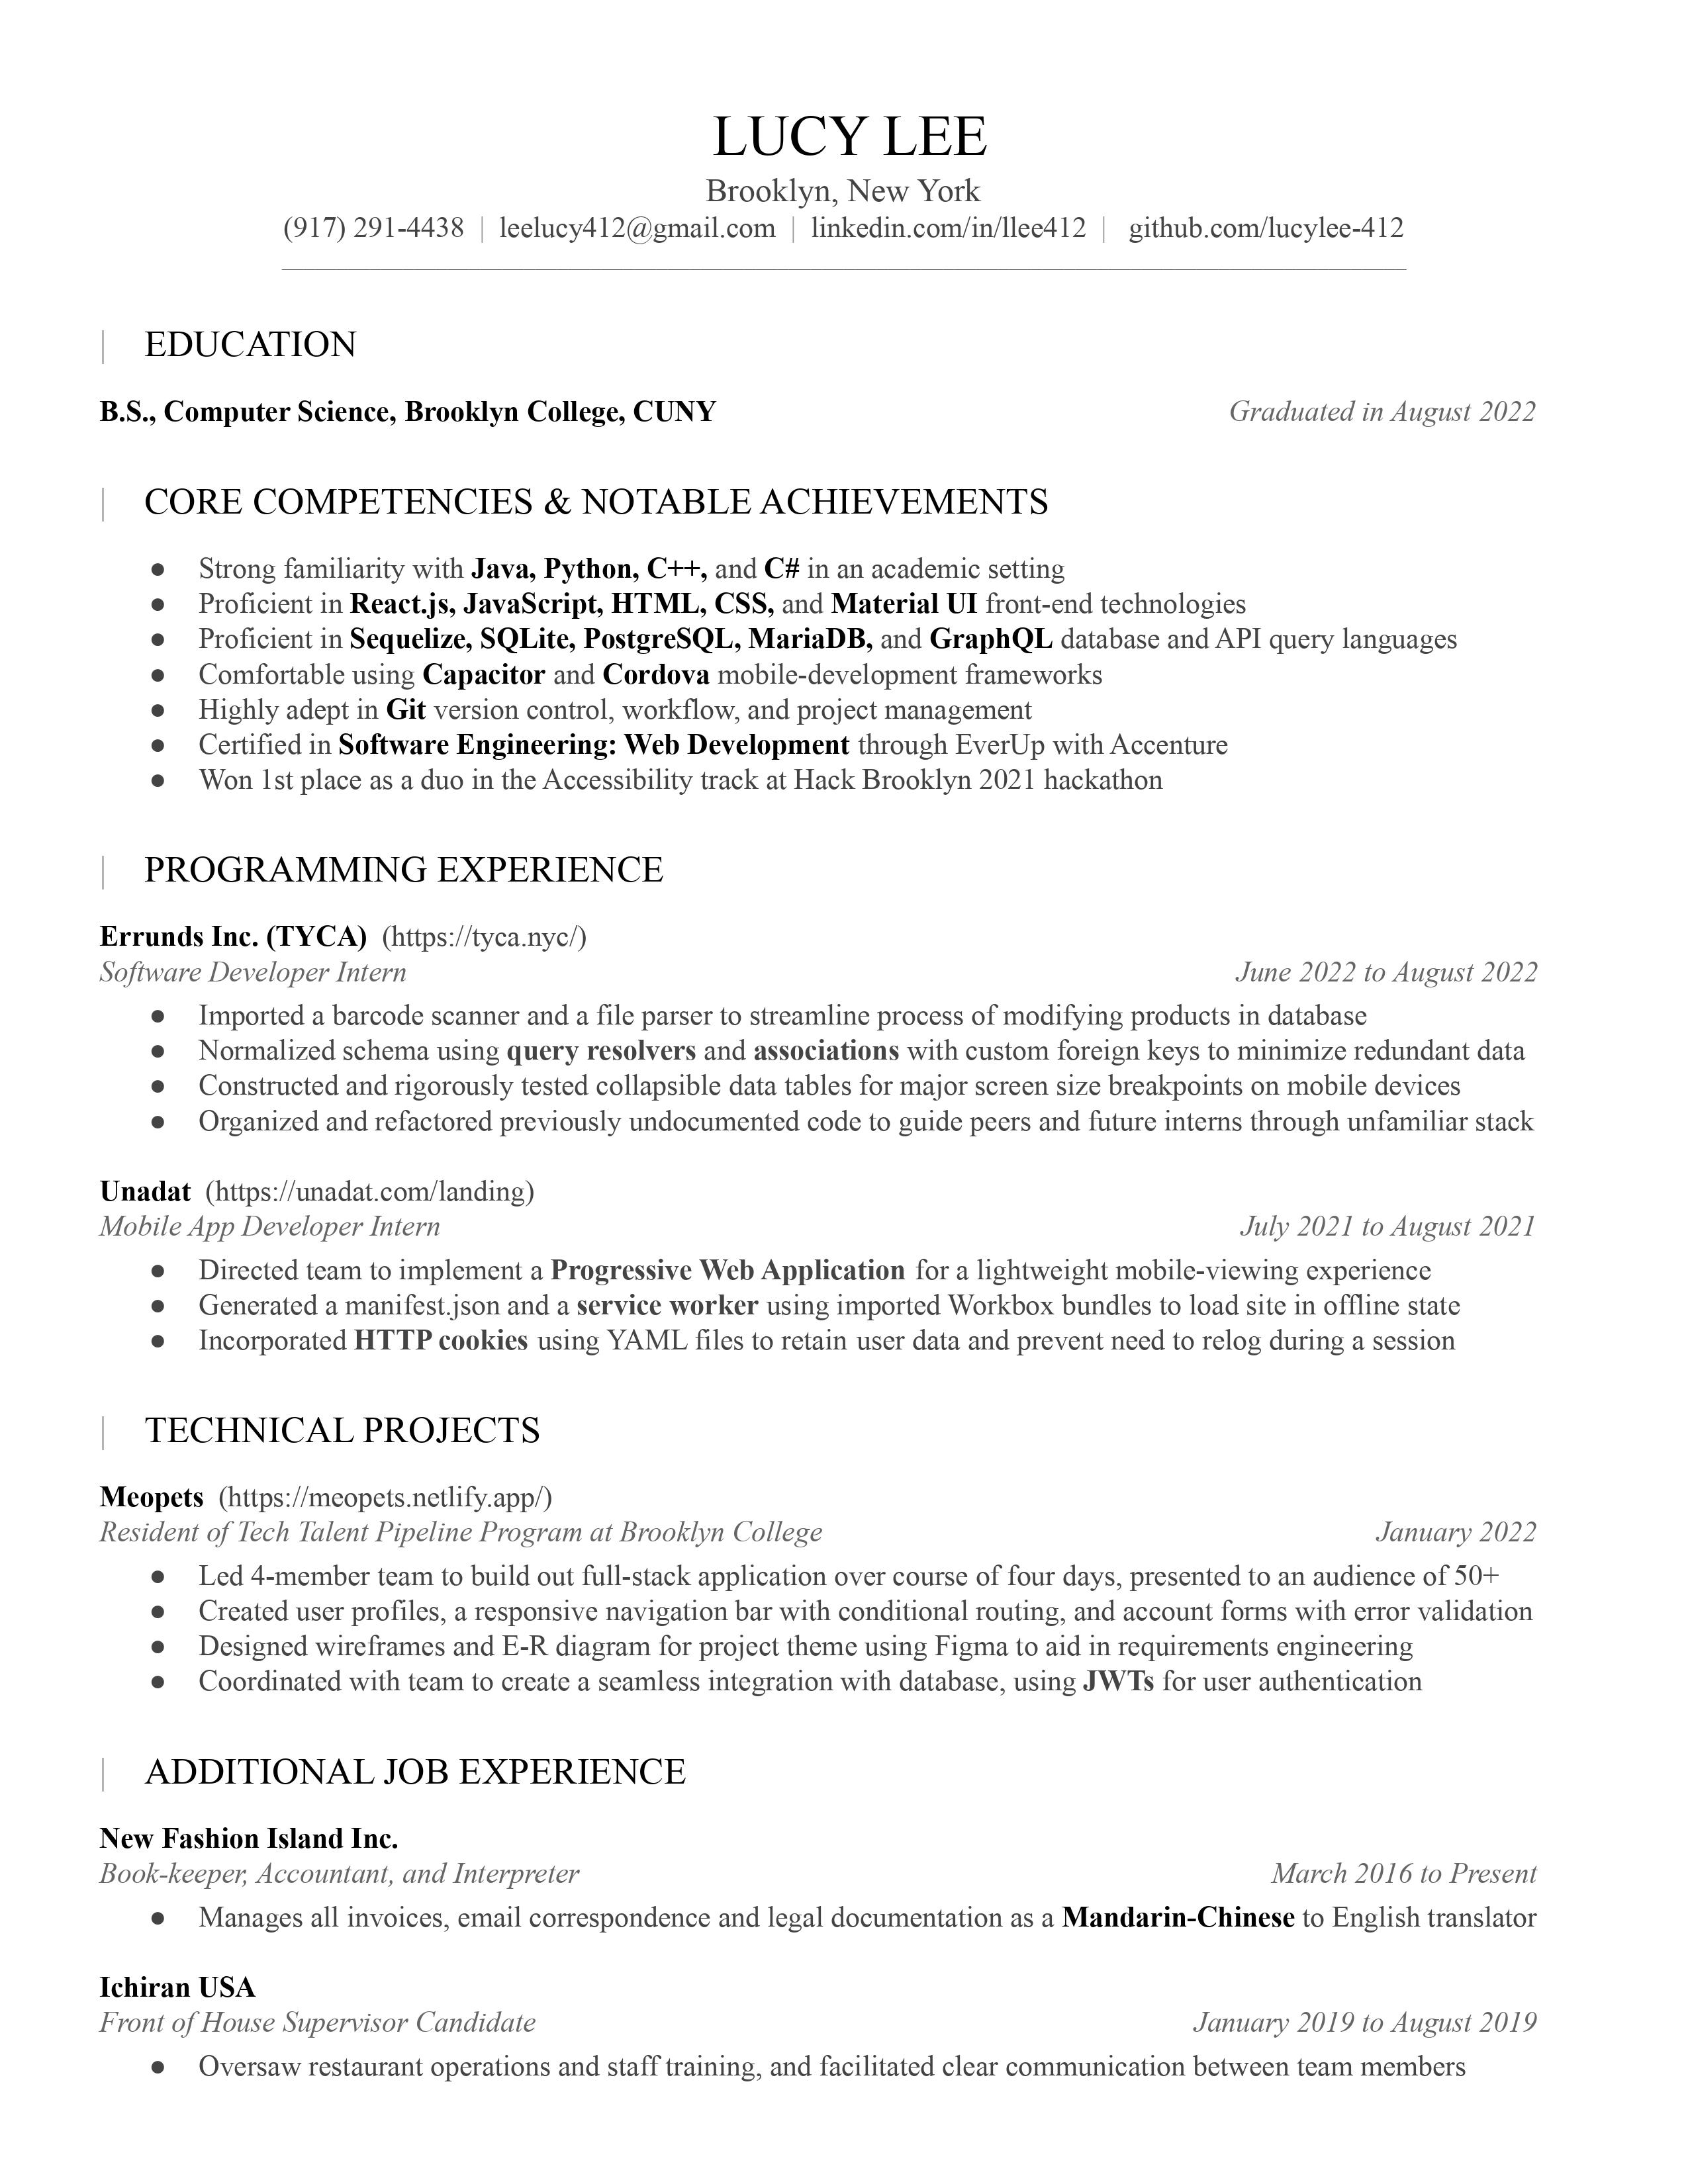 LUCY LEE
Brooklyn, New York
(917) 291-4438 | leelucy412@gmail.com | linkedin.com/in/llee412 | github.com/lucylee-412
| EDUCATION
B.S., Computer Science, Brooklyn College, CUNY Graduated in August 2022
| CORE COMPETENCIES & NOTABLE ACHIEVEMENTS
● Strong familiarity with Java, Python, C++, and C# in an academic setting
● Proficient in React.js, JavaScript, HTML, CSS, and Material UI front-end technologies
● Proficient in Sequelize, SQLite, PostgreSQL, MariaDB, and GraphQL database and API query languages
● Comfortable using Capacitor and Cordova mobile-development frameworks
● Highly adept in Git version control, workflow, and project management
● Certified in Software Engineering: Web Development through EverUp with Accenture
● Won 1st place as a duo in the Accessibility track at Hack Brooklyn 2021 hackathon
| PROGRAMMING EXPERIENCE
Errunds Inc. (TYCA) (https://tyca.nyc/)
Software Developer Intern June 2022 to August 2022
● Imported a barcode scanner and a file parser to streamline process of modifying products in database
● Normalized schema using query resolvers and associations with custom foreign keys to minimize redundant data
● Constructed and rigorously tested collapsible data tables for major screen size breakpoints on mobile devices
● Organized and refactored previously undocumented code to guide peers and future interns through unfamiliar stack
Unadat (https://unadat.com/landing)
Mobile App Developer Intern July 2021 to August 2021
● Directed team to implement a Progressive Web Application for a lightweight mobile-viewing experience
● Generated a manifest.json and a service worker using imported Workbox bundles to load site in offline state
● Incorporated HTTP cookies using YAML files to retain user data and prevent need to relog during a session
| TECHNICAL PROJECTS
Meopets (https://meopets.netlify.app/)
Resident of Tech Talent Pipeline Program at Brooklyn College January 2022
● Led 4-member team to build out full-stack application over course of four days, presented to an audience of 50+
● Created user profiles, a responsive navigation bar with conditional routing, and account forms with error validation
● Designed wireframes and E-R diagram for project theme using Figma to aid in requirements engineering
● Coordinated with team to create a seamless integration with database, using JWTs for user authentication
| ADDITIONAL JOB EXPERIENCE
New Fashion Island Inc.
Book-keeper, Accountant, and Interpreter March 2016 to Present
● Manages all invoices, email correspondence and legal documentation as a Mandarin-Chinese to English translator
Ichiran USA
Front of House Supervisor Candidate January 2019 to August 2019
● Oversaw restaurant operations and staff training, and facilitated clear communication between team members